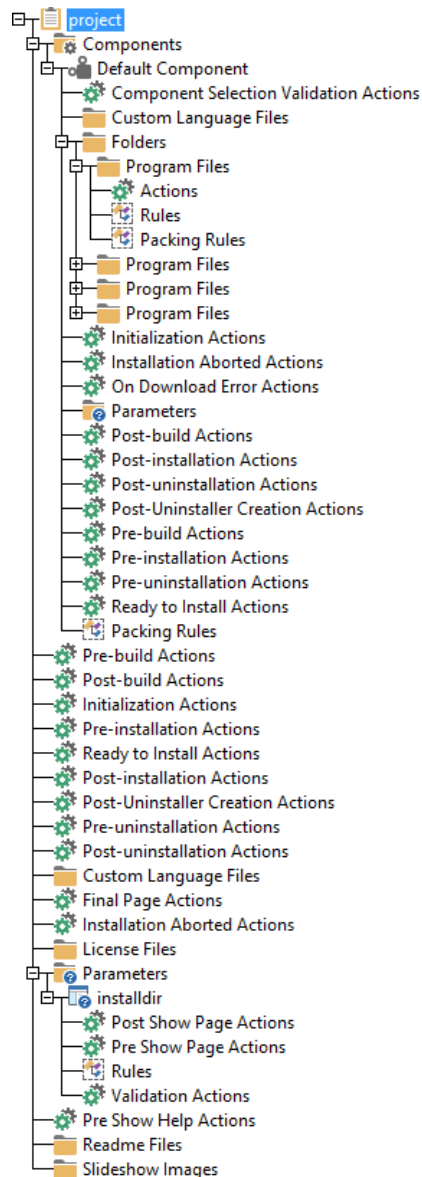 project
Components
Default Component
Component Selection Validation Actions
Custom Language Files
Folders
Program Files
Actions
Rules
Packing Rules
Program Files
Program Files
Program Files
Initialization Actions
Installation Aborted Actions
On Download Error Actions
Parameters
Post-build Actions
Post-installation Actions
Post-uninstallation Actions
Post-Uninstaller Creation Actions
Pre-build Actions
Pre-installation Actions
Pre-uninstallation Actions
Ready to Install Actions
Packing Rules
Pre-build Actions
Post-build Actions
Initialization Actions
Pre-installation Actions
Ready to Install Actions
Post-installation Actions
Post-Uninstaller Creation Actions
Pre-uninstallation Actions
Post-uninstallation Actions
Custom Language Files
Final Page Actions
Installation Aborted Actions
License Files
Parameters
installdir
Post Show Page Actions
Pre Show Page Actions
Rules
Validation Actions
Pre Show Help Actions
Readme Files
Slideshow Images